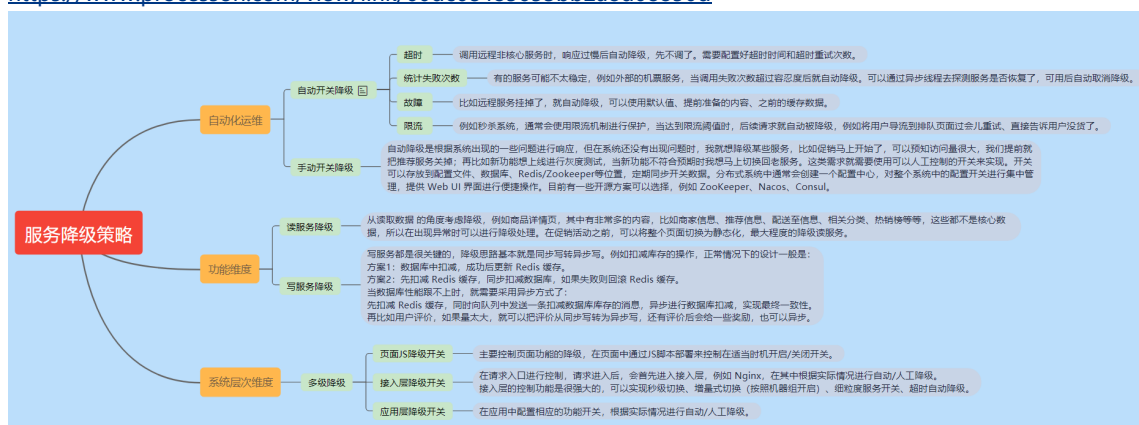 服务降级策略
自动化运维
自动开关降级
超时
调用远程非核心服务时，响应过慢后自动降级，先不调了。需要配置好超时时间和超时重试次数。
统计失败次数
有的服务可能不太稳定，例如外部的机票服务，当调用失败次数超过容忍度后就自动降级。可以通过异步线程去探测服务是否恢复了，可用后自动取消降级。
故障
比如远程服务挂掉了，就自动降级，可以使用默认值、提前准备的内容、之前的缓存数据。
限流
例如秒杀系统，通常会使用限流机制进行保护，当达到限流阈值时，后续请求就自动被降级，例如将用户导流到排队页面过会儿重试、直接告诉用户没货了。
手动开关降级
自动降级是根据系统出现的一些问题进行响应，但在系统还没有出现问题时，我就想降级某些服务，比如促销马上开始了，可以预知访问量很大，我们提前就
把推荐服务关掉；再比如新功能想上线进行灰度测试，当新功能不符合预期时我想马上切换回老服务。这类需求就需要使用可以人工控制的开关来实现。开关
可以存放到配置文件、数据库、Redis/Zookeeper等位置，定期同步开关数据。分布式系统中通常会创建一个配置中心，对整个系统中的配置开关进行集中管
理，提供 Web UI 界面进行便捷操作。目前有一些开源方案可以选择，例如 ZooKeeper、Nacos、Consul。
功能维度
读服务降级
从读取数据 的角度考虑降级，例如商品详情页，其中有非常多的内容，比如商家信息、推荐信息、配送至信息、相关分类、热销榜等等，这些都不是核心数
据，所以在出现异常时可以进行降级处理。在促销活动之前，可以将整个页面切换为静态化，最大程度的降级读服务。
写服务降级
写服务都是很关键的，降级思路基本就是同步写转异步写。例如扣减库存的操作，正常情况下的设计一般是：
方案1：数据库中扣减，成功后更新 Redis 缓存。
方案2：先扣减 Redis 缓存，同步扣减数据库，如果失败则回滚 Redis 缓存。
当数据库性能跟不上时，就需要采用异步方式了：
先扣减 Redis 缓存，同时向队列中发送一条扣减数据库库存的消息，异步进行数据库扣减，实现最终一致性。
再比如用户评价，如果量太大，就可以把评价从同步写转为异步写，还有评价后会给一些奖励，也可以异步。
系统层次维度
多级降级
页面JS降级开关
主要控制页面功能的降级，在页面中通过JS脚本部署来控制在适当时机开启/关闭开关。
接入层降级开关
在请求入口进行控制，请求进入后，会首先进入接入层，例如 Nginx，在其中根据实际情况进行自动/人工降级。
接入层的控制功能是很强大的，可以实现秒级切换、增量式切换（按照机器组开启）、细粒度服务开关、超时自动降级。
应用层降级开关
在应用中配置相应的功能开关，根据实际情况进行自动/人工降级。